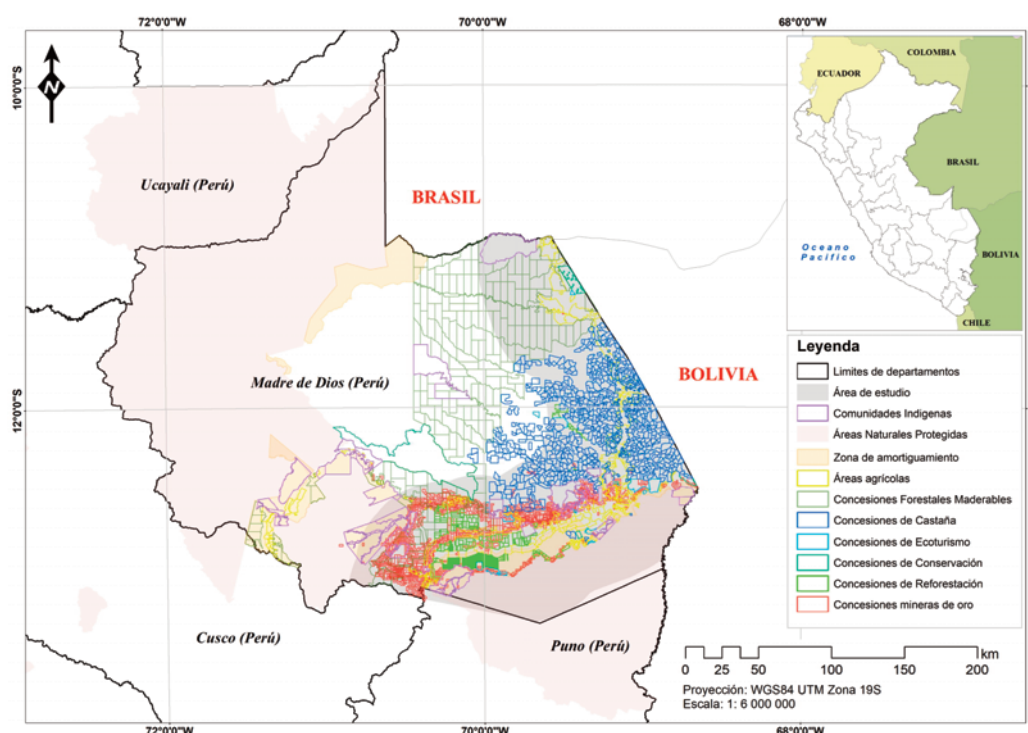 72°0'0"W
70°0'0"W
68°0'0"W
10°0'0"S
12°0'0"S
N
Ucayali (Perú)
BRASIL
Madre de Dios (Perú)
BOLIVIA
Cusco (Perú)
Puno (Perú)
COLOMBIA
ECUADOR
BRASIL
Oceano
Pacífico
BOLIVIA
CHILE
Leyenda
Limites de departamentos
Área de estudio
Comunidades Indigenas
Áreas Naturales Protegidas
Zona de amortiguamiento
Áreas agrícolas
Concesiones Forestales Maderables
Concesiones de Castaña
Concesiones de Ecoturismo
Concesiones de Conservación
Concesiones de Reforestación
Concesiones mineras de oro
km
0 25 50 100 150 200
Proyección: WGS84 UTM Zona 19S
Escala: 1: 6 000 000
72°0'0"W
70°0'0"W
68°0'0"W